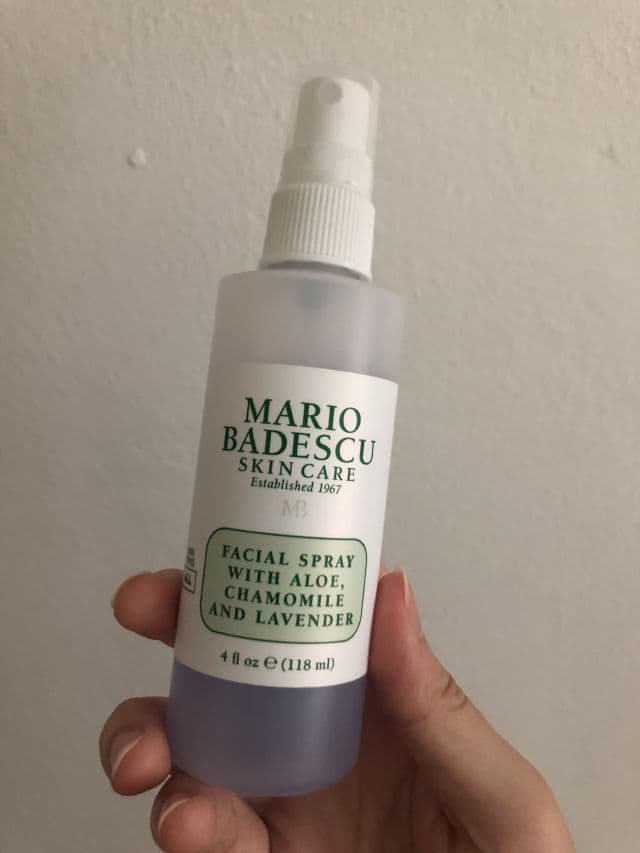 MARIO
BADESCU
SKIN CARE
Established 1967
MB
FACIAL SPRAY
WITH ALOE,
CHAMOMILE
AND LAVENDER
4 fl oz ℮ (118 ml)